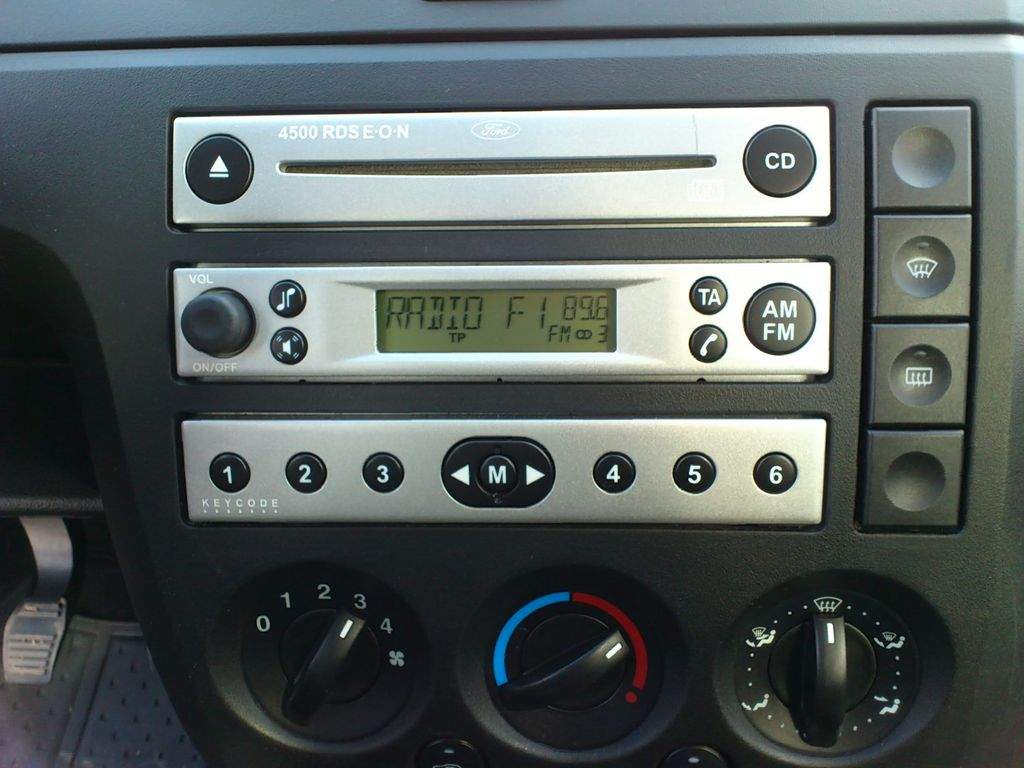 4500 RDS E·O·N
Ford
CD
VOL
RADIO F1 89.6
TP FM 3
TA
AM
FM
ON/OFF
1 2 3 M 4 5 6
KEYCODE
0 1 2 3 4